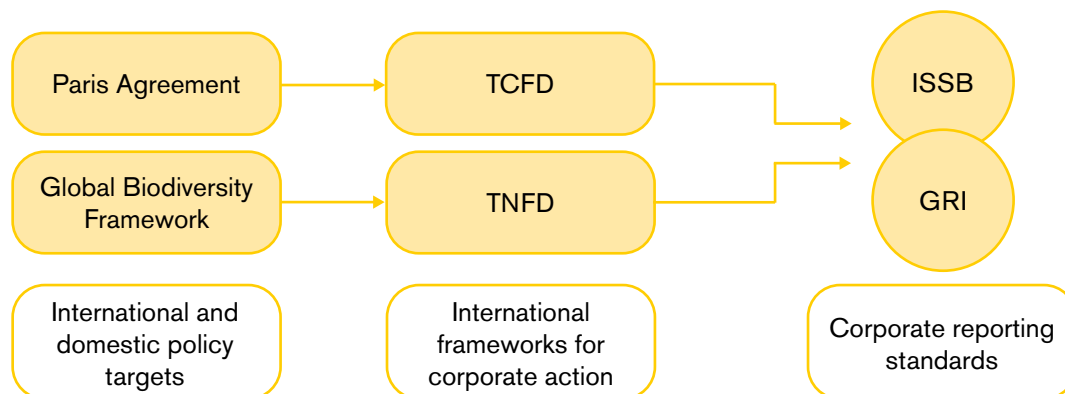 Paris Agreement
TCFD
ISSB
Global Biodiversity
Framework
TNFD
GRI
International and
domestic policy
targets
International
frameworks for
corporate action
Corporate reporting
standards